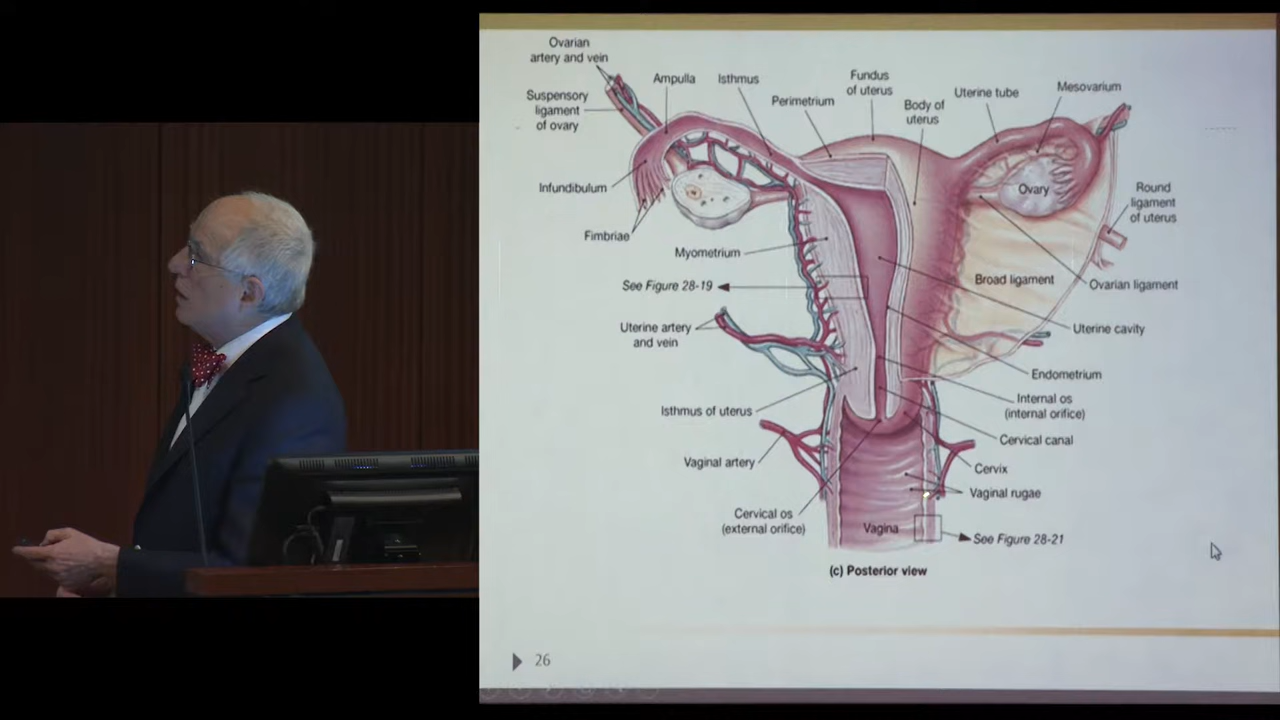 Ovarian
artery and vein
Ampulla
Isthmus
Fundus
of uterus
Uterine tube
Mesovarium
Suspensory
ligament
of ovary
Perimetrium
Body of
uterus
Infundibulum
Ovary
Round
ligament
of uterus
Fimbriae
Myometrium
See Figure 28-19
Broad ligament
Ovarian ligament
Uterine artery
and vein
Uterine cavity
Endometrium
Isthmus of uterus
Internal os
(internal orifice)
Cervical canal
Vaginal artery
Cervix
Vaginal rugae
Cervical os
(external orifice)
Vagina
See Figure 28-21
(c) Posterior view
26